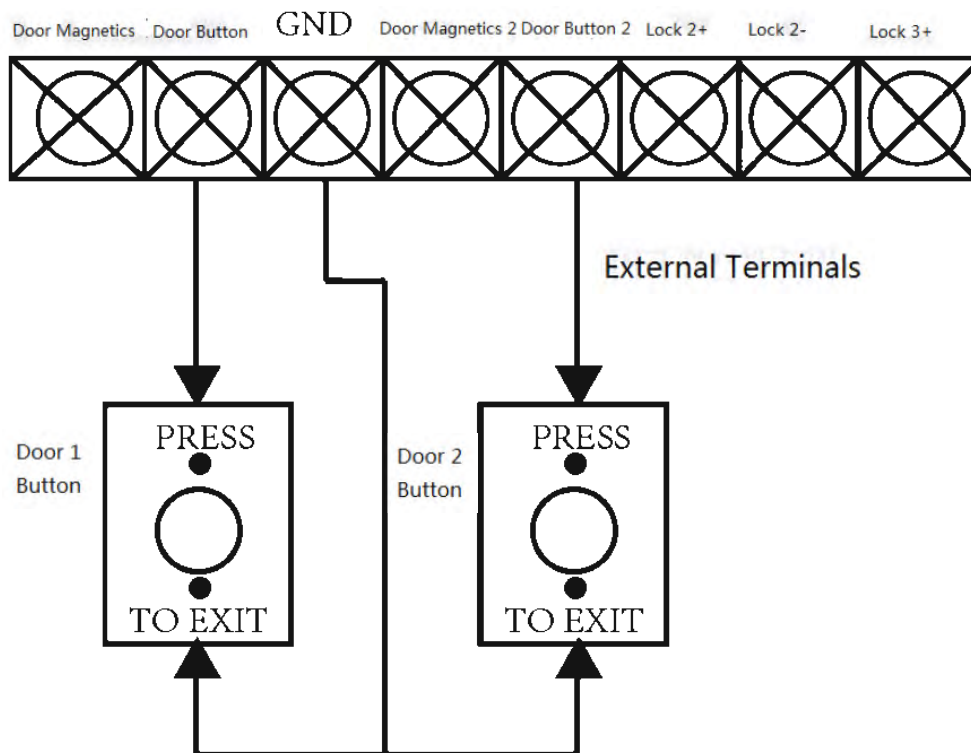 Door Magnetics Door Button GND Door Magnetics 2 Door Button 2 Lock 2+ Lock 2- Lock 3+
External Terminals
Door 1
Button
PRESS
TO EXIT
Door 2
Button
PRESS
TO EXIT